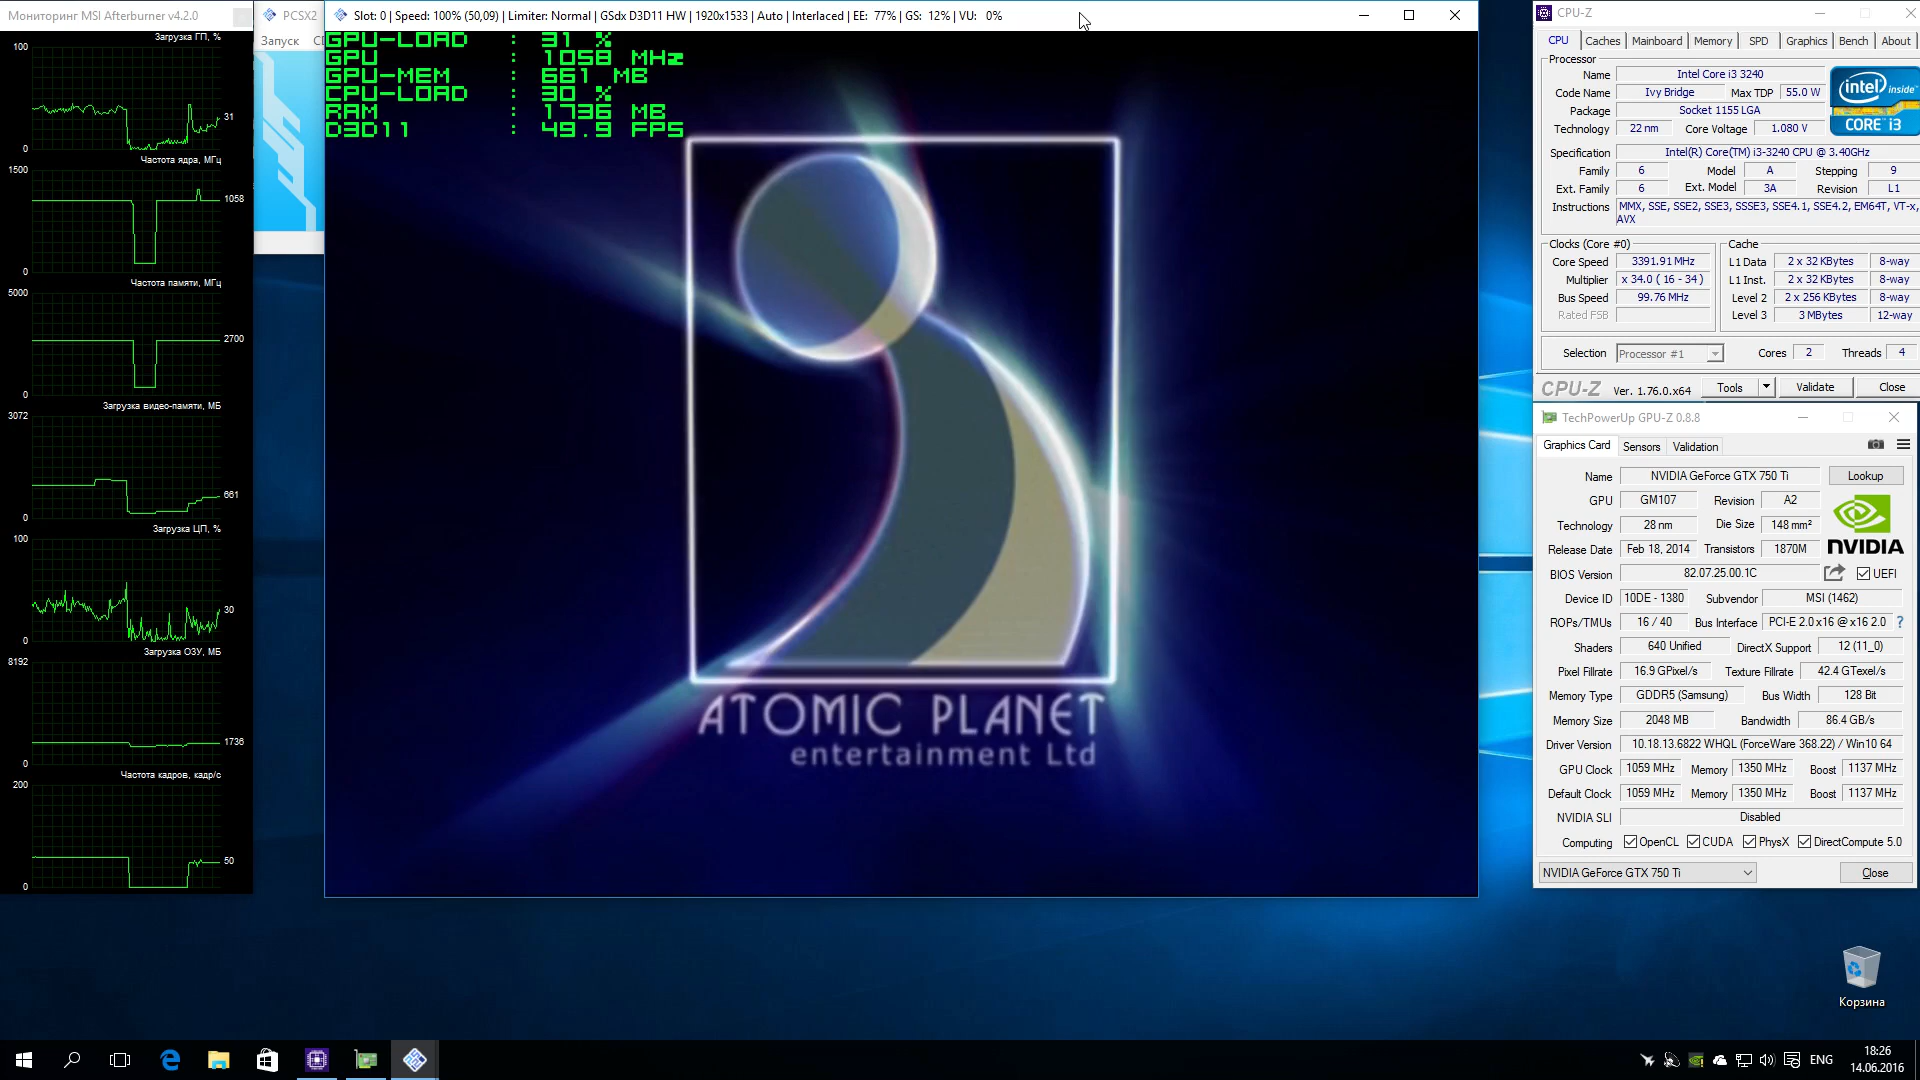 Мониторинг MSI Afterburner v4.2.0
Загрузка ГП, %
100
31
0
Частота ядра, МГц
1500
1058
0
Частота памяти, МГц
5000
2700
0
Загрузка видео-памяти, МБ
3072
661
0
Загрузка ЦП, %
100
30
0
Загрузка ОЗУ, МБ
8192
1736
0
Частота кадров, кадр/с
200
50
0
PCSX2
Запуск
Slot: 0 | Speed: 100% (50,09) | Limiter: Normal | GSdx D3D11 HW | 1920x1533 | Auto | Interlaced | EE: 77% | GS: 12% | VU: 0%
GPU-LOAD : 31 %
GPU : 1058 MHz
GPU-MEM : 661 MB
CPU-LOAD : 30 %
RAM : 1736 MB
D3D11 : 49.9 FPS
ATOMIC PLANET
entertainment Ltd
CPU-Z
CPU Caches Mainboard Memory SPD Graphics Bench About
Processor
Name Intel Core i3 3240
Code Name Ivy Bridge Max TDP 55.0 W
Package Socket 1155 LGA
Technology 22 nm Core Voltage 1.080 V
intel inside
CORE i3
Specification Intel(R) Core(TM) i3-3240 CPU @ 3.40GHz
Family 6 Model A Stepping 9
Ext. Family 6 Ext. Model 3A Revision L1
Instructions MMX, SSE, SSE2, SSE3, SSSE3, SSE4.1, SSE4.2, EM64T, VT-x,
AVX
Clocks (Core #0)
Core Speed 3391.91 MHz
Multiplier x 34.0 ( 16 - 34 )
Bus Speed 99.76 MHz
Rated FSB
Cache
L1 Data 2 x 32 KBytes 8-way
L1 Inst. 2 x 32 KBytes 8-way
Level 2 2 x 256 KBytes 8-way
Level 3 3 MBytes 12-way
Selection Processor #1 Cores 2 Threads 4
CPU-Z Ver. 1.76.0.x64 Tools Validate Close
TechPowerUp GPU-Z 0.8.8
Graphics Card Sensors Validation
Name NVIDIA GeForce GTX 750 Ti Lookup
GPU GM107 Revision A2
Technology 28 nm Die Size 148 mm²
Release Date Feb 18, 2014 Transistors 1870M
NVIDIA
BIOS Version 82.07.25.00.1C UEFI
Device ID 10DE - 1380 Subvendor MSI (1462)
ROPs/TMUs 16 / 40 Bus Interface PCI-E 2.0 x16 @ x16 2.0 ?
Shaders 640 Unified DirectX Support 12 (11_0)
Pixel Fillrate 16.9 GPixel/s Texture Fillrate 42.4 GTexel/s
Memory Type GDDR5 (Samsung) Bus Width 128 Bit
Memory Size 2048 MB Bandwidth 86.4 GB/s
Driver Version 10.18.13.6822 WHQL (ForceWare 368.22) / Win10 64
GPU Clock 1059 MHz Memory 1350 MHz Boost 1137 MHz
Default Clock 1059 MHz Memory 1350 MHz Boost 1137 MHz
NVIDIA SLI Disabled
Computing OpenCL CUDA PhysX DirectCompute 5.0
NVIDIA GeForce GTX 750 Ti Close
Корзина
ENG
18:26
14.06.2016